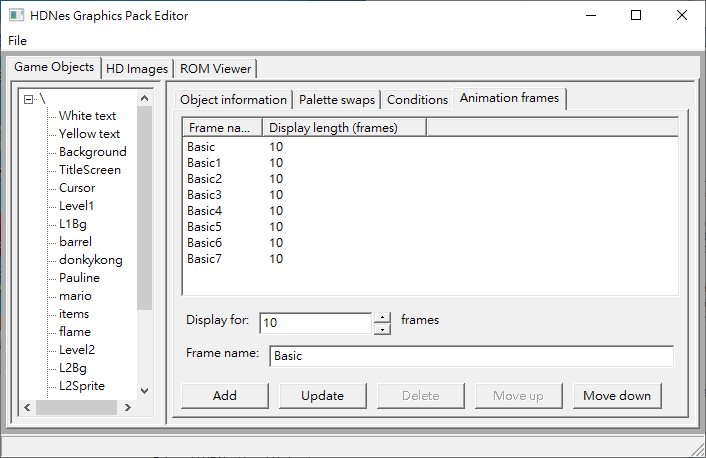 HDNes Graphics Pack Editor
File
Game Objects HD Images ROM Viewer
\
White text
Yellow text
Background
TitleScreen
Cursor
Level1
L1Bg
barrel
donkykong
Pauline
mario
items
flame
Level2
L2Bg
L2Sprite
Object information Palette swaps Conditions Animation frames
Frame na... Display length (frames)
Basic 10
Basic1 10
Basic2 10
Basic3 10
Basic4 10
Basic5 10
Basic6 10
Basic7 10
Display for: 10 frames
Frame name: Basic
Add Update Delete Move up Move down